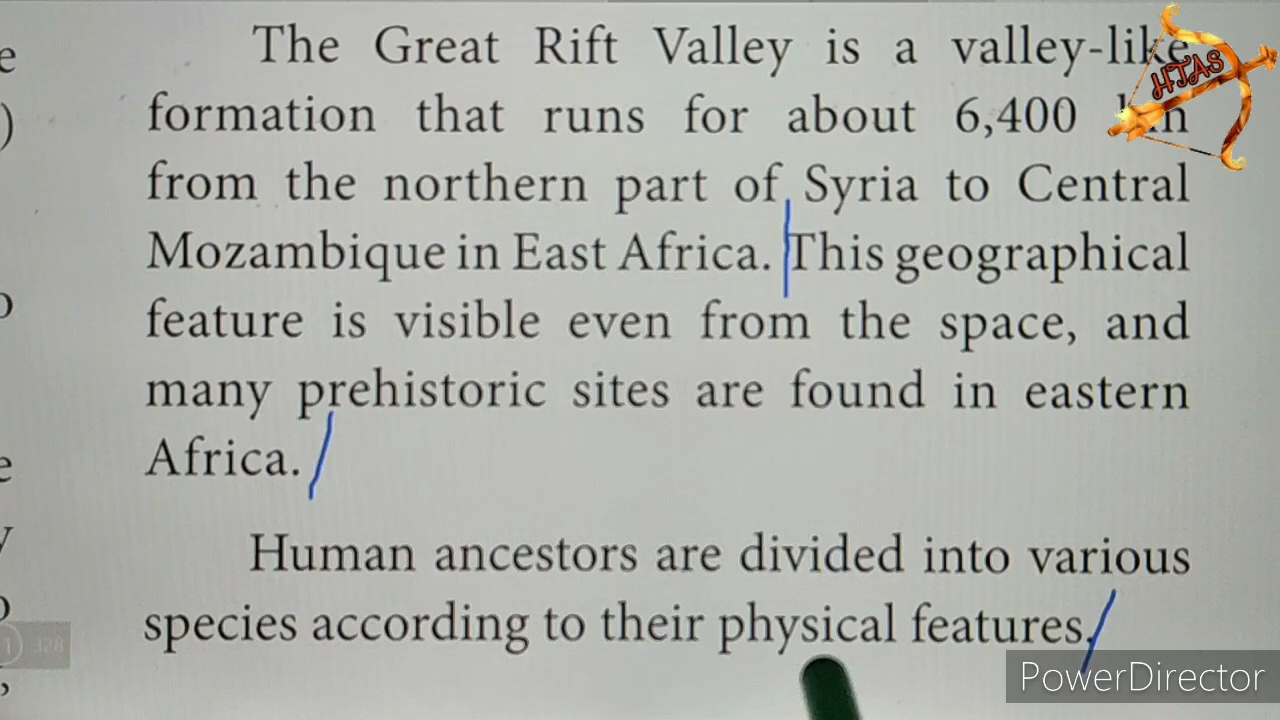 The Great Rift Valley is a valley-like
formation that runs for about 6,400
from the northern part of Syria to Central
Mozambique in East Africa. This geographical
feature is visible even from the space, and
many prehistoric sites are found in eastern
Africa.
Human ancestors are divided into various
species according to their physical features.
HTAS
1 328
PowerDirector